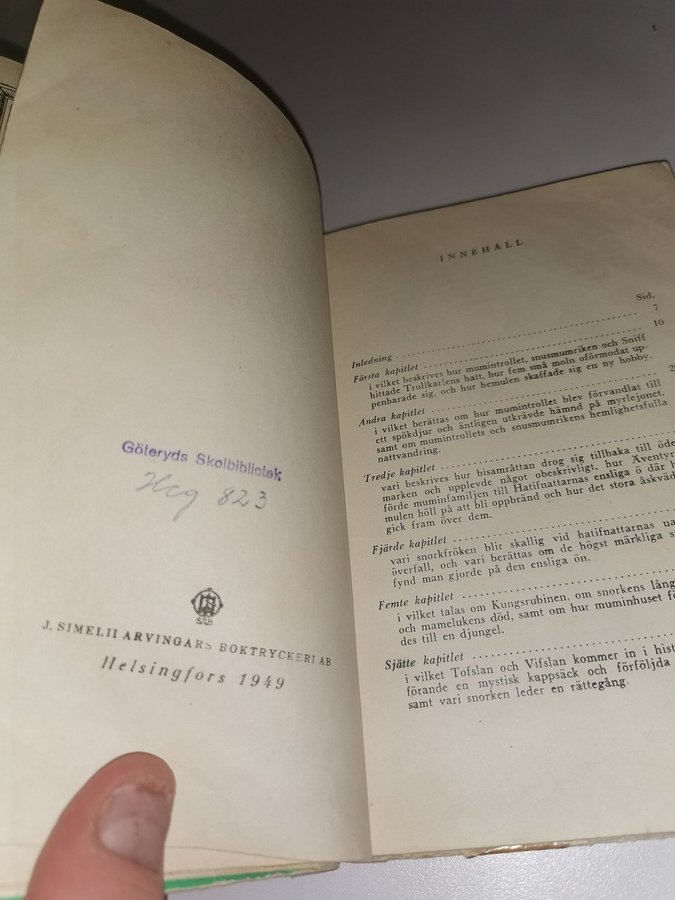 Göteryds Skolbibliotek
Hcg 823
SAB
J. SIMELII ARVINGARS BOKTRYCKERI AB
Helsingfors 1949
INNEHÅLL
Sid.
Inledning 7
Första kapitlet 10
i vilket beskrives hur mumintrollet, snusmumriken och Sniff
hittade Trollkarlens hatt, hur fem små moln oförmodat up-
penbarade sig, och hur hemulen skaffade sig en ny hobby.
Andra kapitlet
i vilket berättas om hur mumintrollet blev förvandlat till
ett spökdjur och äntligen utkrävde hämnd på myrlejonet,
samt om mumintrollets och snusmumrikens hemlighetsfulla
nattvandring.
Tredje kapitlet
vari beskrives hur bisamråttan drog sig tillbaka till öde
marken och upplevde något obeskrivligt, hur Äventyr
förde muminfamiljen till Hatifnattarnas ensliga ö där h
mulen höll på att bli oppbränd och hur det stora åskväd
gick fram över dem.
Fjärde kapitlet
vari snorkfröken blir skallig vid hatifnattarnas na
överfall, och vari berättas om de högst märkliga s
fynd man gjorde på den ensliga ön.
Femte kapitlet
i vilket talas om Kungsrubinen, om snorkens lång
och mamelukens död, samt om hur muminhuset fö
des till en djungel.
Sjätte kapitlet
i vilket Tofslan och Vifslan kommer in i hist
förande en mystisk kappsäck och förföljda
samt vari snorken leder en rättegång.